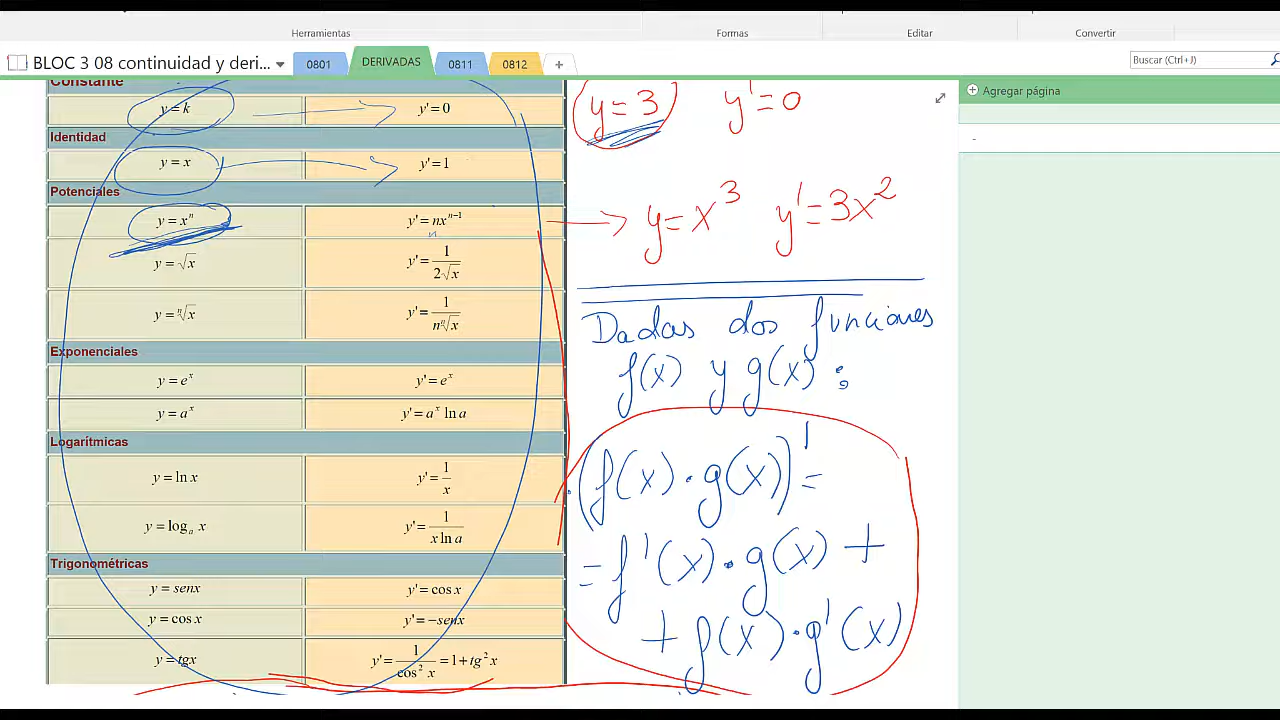 Herramientas
Formas
Editar
Convertir
BLOC 3 08 continuidad y deri...
0801
DERIVADAS
0811
0812
+
Buscar (Ctrl+J)
Agregar página
-
Constante
y = k
y' = 0
Identidad
y = x
y' = 1
Potenciales
y = xⁿ
y' = nxⁿ⁻¹
y = √x
y' = 1/(2√x)
y = ⁿ√x
y' = 1/(n ⁿ√x)
Exponenciales
y = eˣ
y' = eˣ
y = aˣ
y' = aˣ ln a
Logarítmicas
y = ln x
y' = 1/x
y = logₐ x
y' = 1/(x ln a)
Trigonométricas
y = senx
y' = cos x
y = cos x
y' = -senx
y = tgx
y' = 1/cos² x = 1 + tg² x
y = 3 y' = 0
y = x³ y' = 3x²
Dadas dos funciones
f(x) y g(x) :
(f(x) · g(x))' =
= f'(x) · g(x) +
+ f(x) · g'(x)